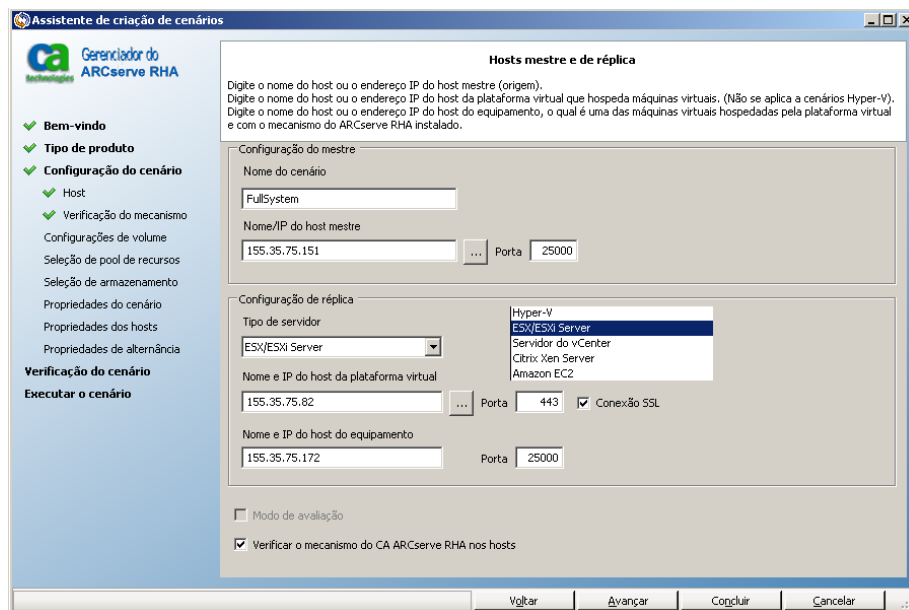 Assistente de criação de cenários
ca
technologies
Gerenciador do
ARCserve RHA
Bem-vindo
Tipo de produto
Configuração do cenário
Host
Verificação do mecanismo
Configurações de volume
Seleção de pool de recursos
Seleção de armazenamento
Propriedades do cenário
Propriedades dos hosts
Propriedades de alternância
Verificação do cenário
Executar o cenário
Hosts mestre e de réplica
Digite o nome do host ou o endereço IP do host mestre (origem).
Digite o nome do host ou o endereço IP do host da plataforma virtual que hospeda máquinas virtuais. (Não se aplica a cenários Hyper-V).
Digite o nome do host ou o endereço IP do host do equipamento, o qual é uma das máquinas virtuais hospedadas pela plataforma virtual
e com o mecanismo do ARCserve RHA instalado.
Configuração do mestre
Nome do cenário
FullSystem
Nome/IP do host mestre
155.35.75.151 ... Porta 25000
Configuração de réplica
Tipo de servidor
ESX/ESXi Server
Hyper-V
ESX/ESXi Server
Servidor do vCenter
Citrix Xen Server
Amazon EC2
Nome e IP do host da plataforma virtual
155.35.75.82 ... Porta 443 Conexão SSL
Nome e IP do host do equipamento
155.35.75.172 Porta 25000
Modo de avaliação
Verificar o mecanismo do CA ARCserve RHA nos hosts
Voltar Avançar Concluir Cancelar